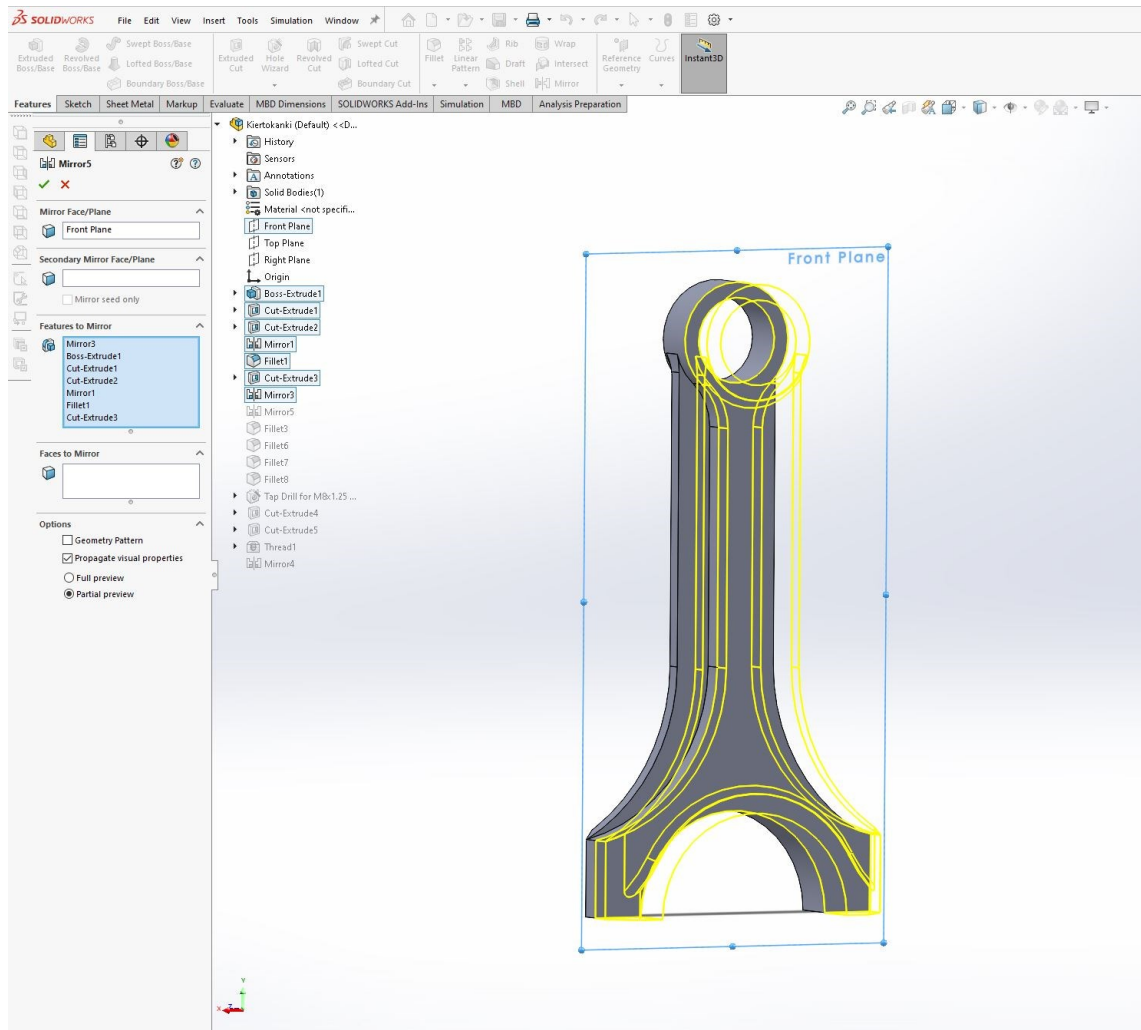 SOLIDWORKS File Edit View Insert Tools Simulation Window
Extruded Boss/Base
Revolved Boss/Base
Swept Boss/Base
Lofted Boss/Base
Boundary Boss/Base
Extruded Cut
Hole Wizard
Revolved Cut
Swept Cut
Lofted Cut
Boundary Cut
Fillet
Linear Pattern
Rib
Draft
Shell
Wrap
Intersect
Mirror
Reference Geometry
Curves
Instant3D
Features Sketch Sheet Metal Markup Evaluate MBD Dimensions SOLIDWORKS Add-Ins Simulation MBD Analysis Preparation
Mirror5
Mirror Face/Plane
Front Plane
Secondary Mirror Face/Plane
Mirror seed only
Features to Mirror
Mirror3
Boss-Extrude1
Cut-Extrude1
Cut-Extrude2
Mirror1
Fillet1
Cut-Extrude3
Faces to Mirror
Options
Geometry Pattern
Propagate visual properties
Full preview
Partial preview
Kiertokanki (Default) <<D...
History
Sensors
Annotations
Solid Bodies(1)
Material <not specifi...
Front Plane
Top Plane
Right Plane
Origin
Boss-Extrude1
Cut-Extrude1
Cut-Extrude2
Mirror1
Fillet1
Cut-Extrude3
Mirror3
Mirror5
Fillet3
Fillet6
Fillet7
Fillet8
Tap Drill for M8x1.25 ...
Cut-Extrude4
Cut-Extrude5
Thread1
Mirror4
Front Plane
Y
X
Z